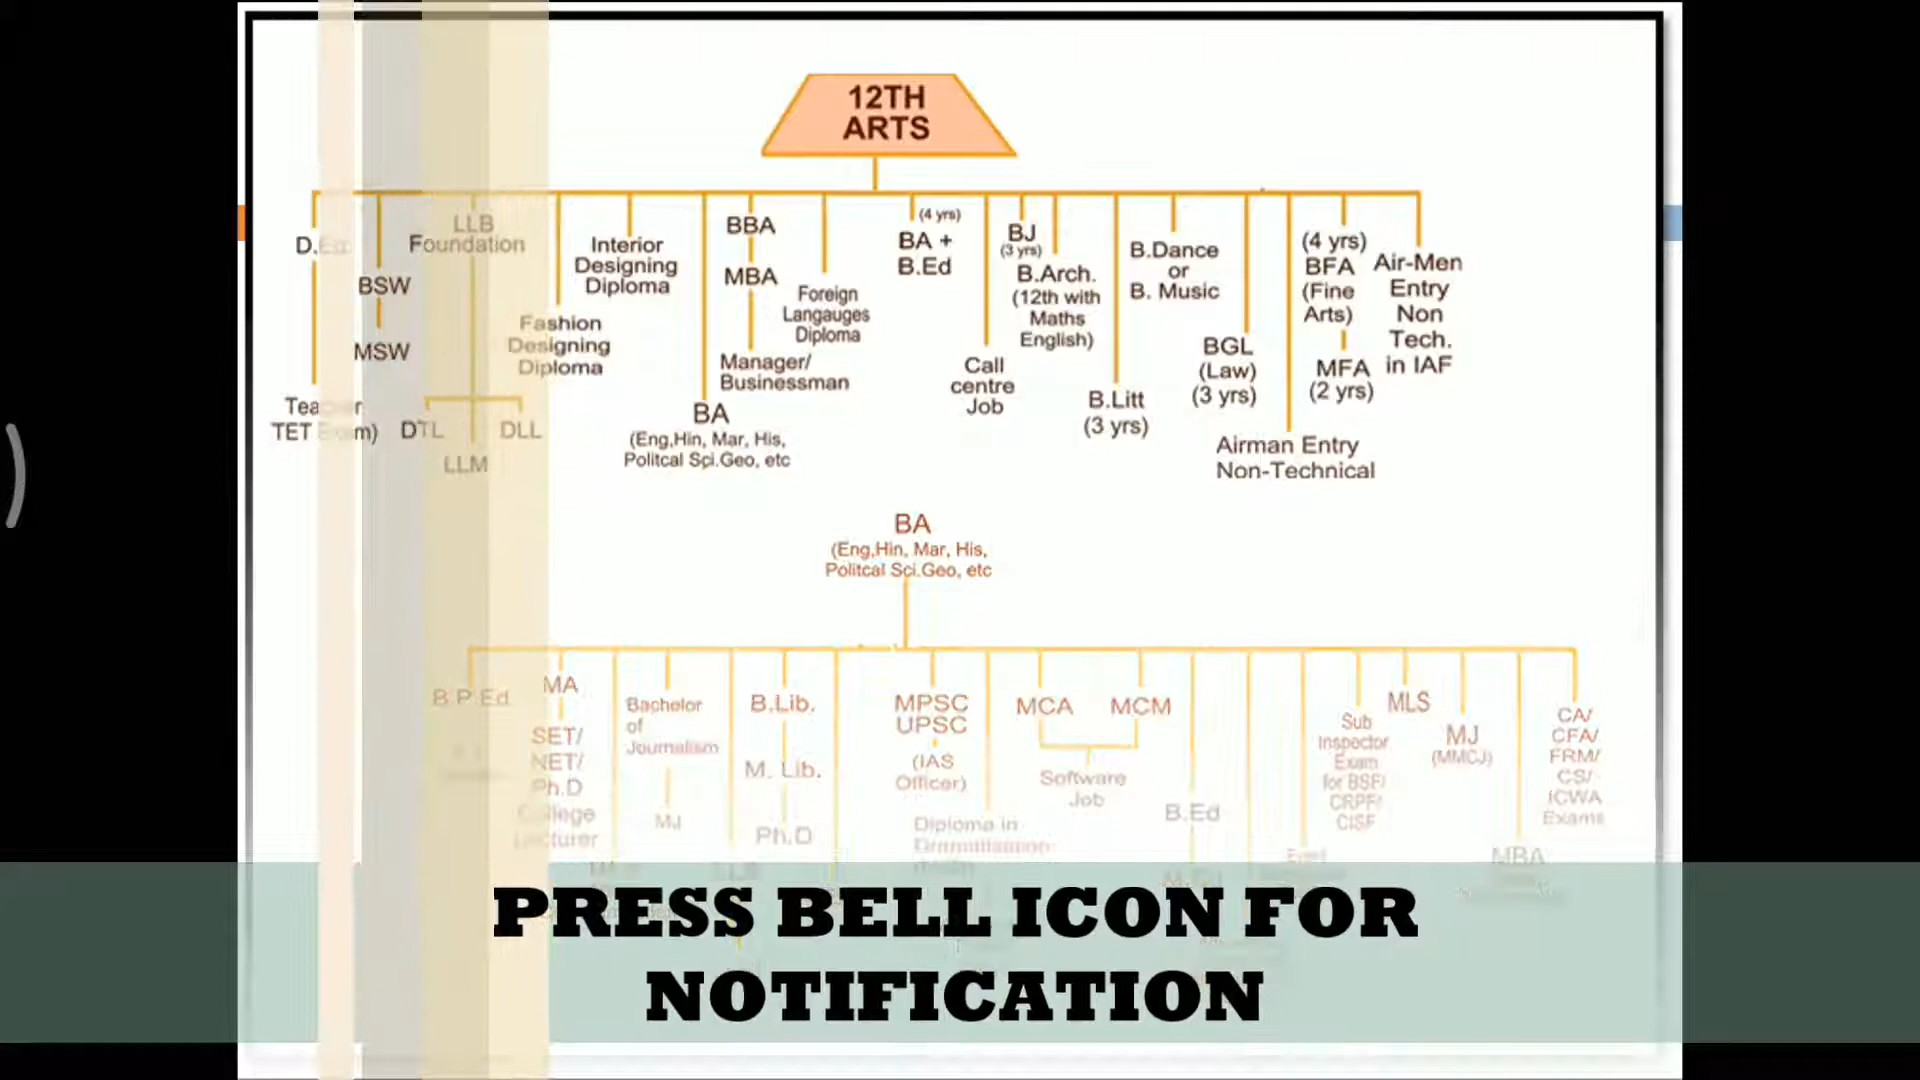 12TH
ARTS
D.Ed.
BSW
MSW
LLB
Foundation
DTL
DLL
LLM
Fashion
Designing
Diploma
Interior
Designing
Diploma
BA
(Eng,Hin, Mar, His,
Politcal Sci.Geo, etc
BBA
MBA
Manager/
Businessman
Foreign
Langauges
Diploma
(4 yrs)
BA +
B.Ed
Call
centre
Job
BJ
(3 yrs)
B.Arch.
(12th with
Maths
English)
B.Litt
(3 yrs)
B.Dance
or
B. Music
BGL
(Law)
(3 yrs)
Airman Entry
Non-Technical
(4 yrs)
BFA
(Fine
Arts)
MFA
(2 yrs)
Air-Men
Entry
Non
Tech.
in IAF
BA
(Eng,Hin, Mar, His,
Politcal Sci.Geo, etc
B.P.Ed.
MA
SET/
NET/
Ph.D
College
Lecturer
Bachelor
of
Journalism
MJ
B.Lib.
M. Lib.
Ph.D
MPSC
UPSC
(IAS
Officer)
Diploma in
Dramatisation
MCA
MCM
Software
Job
B.Ed
Sub
Inspector
Exam
for BSF/
CRPF/
CISF
MLS
MJ
(MMCJ)
MBA
CA/
CFA/
FRM/
CS/
ICWA
Exams
PRESS BELL ICON FOR
NOTIFICATION